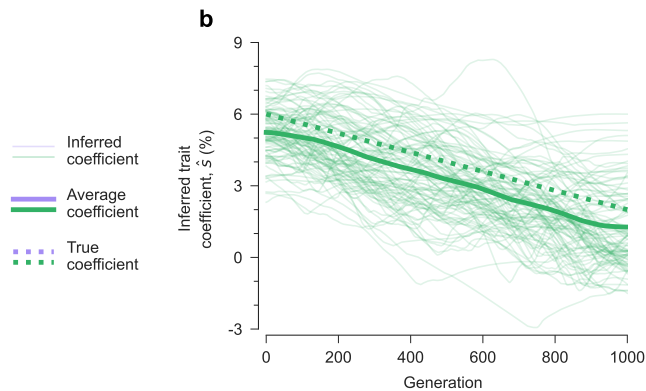 b
Inferred
coefficient
Average
coefficient
True
coefficient
Inferred trait
coefficient, ŝ (%)
9
6
3
0
-3
0 200 400 600 800 1000
Generation